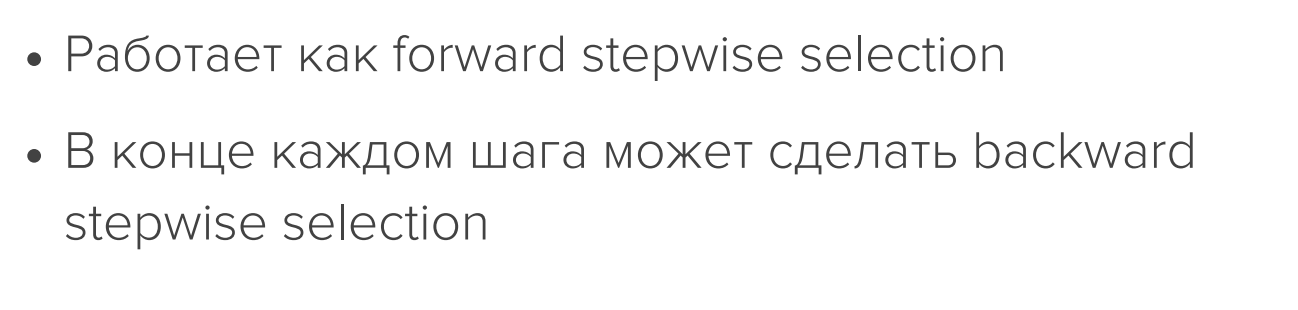 • Работает как forward stepwise selection
• В конце каждом шага может сделать backward
stepwise selection